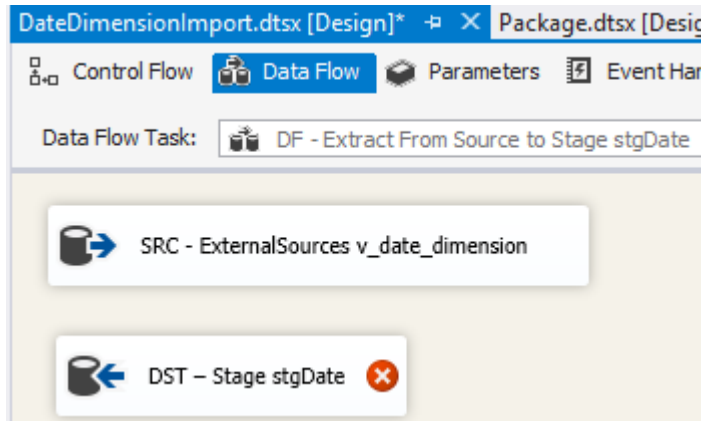 DateDimensionImport.dtsx [Design]* Package.dtsx [Desig
Control Flow Data Flow Parameters Event Har
Data Flow Task: DF - Extract From Source to Stage stgDate
SRC - ExternalSources v_date_dimension
DST – Stage stgDate